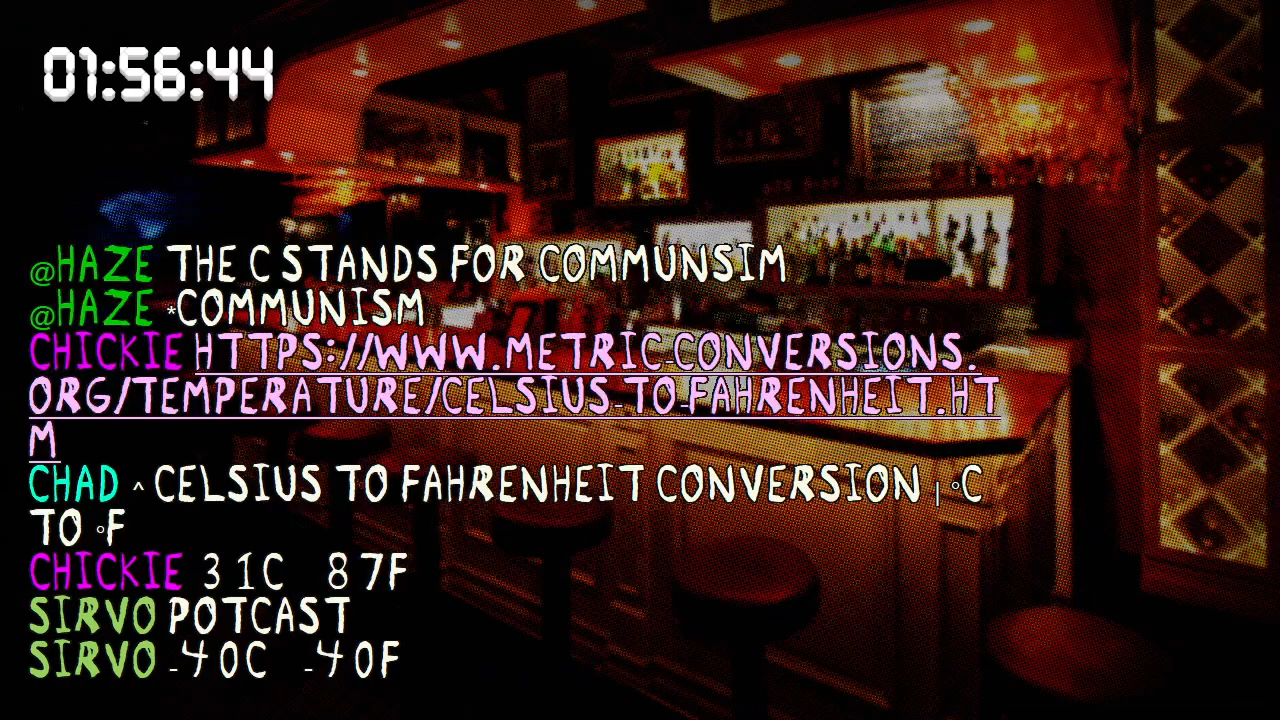 01:56:44
@HAZE THE C STANDS FOR COMMUNSIM
@HAZE *COMMUNISM
CHICKIE HTTPS://WWW.METRIC-CONVERSIONS.
ORG/TEMPERATURE/CELSIUS-TO-FAHRENHEIT.HT
M
CHAD ^ CELSIUS TO FAHRENHEIT CONVERSION | °C
TO °F
CHICKIE 31C 87F
SIRVO POTCAST
SIRVO -40C -40F